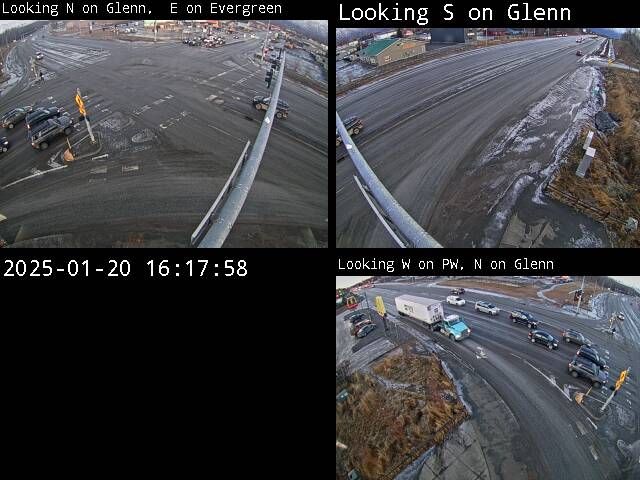 Looking N on Glenn, E on Evergreen
Looking S on Glenn
2025-01-20 16:17:58
Looking W on PW, N on Glenn